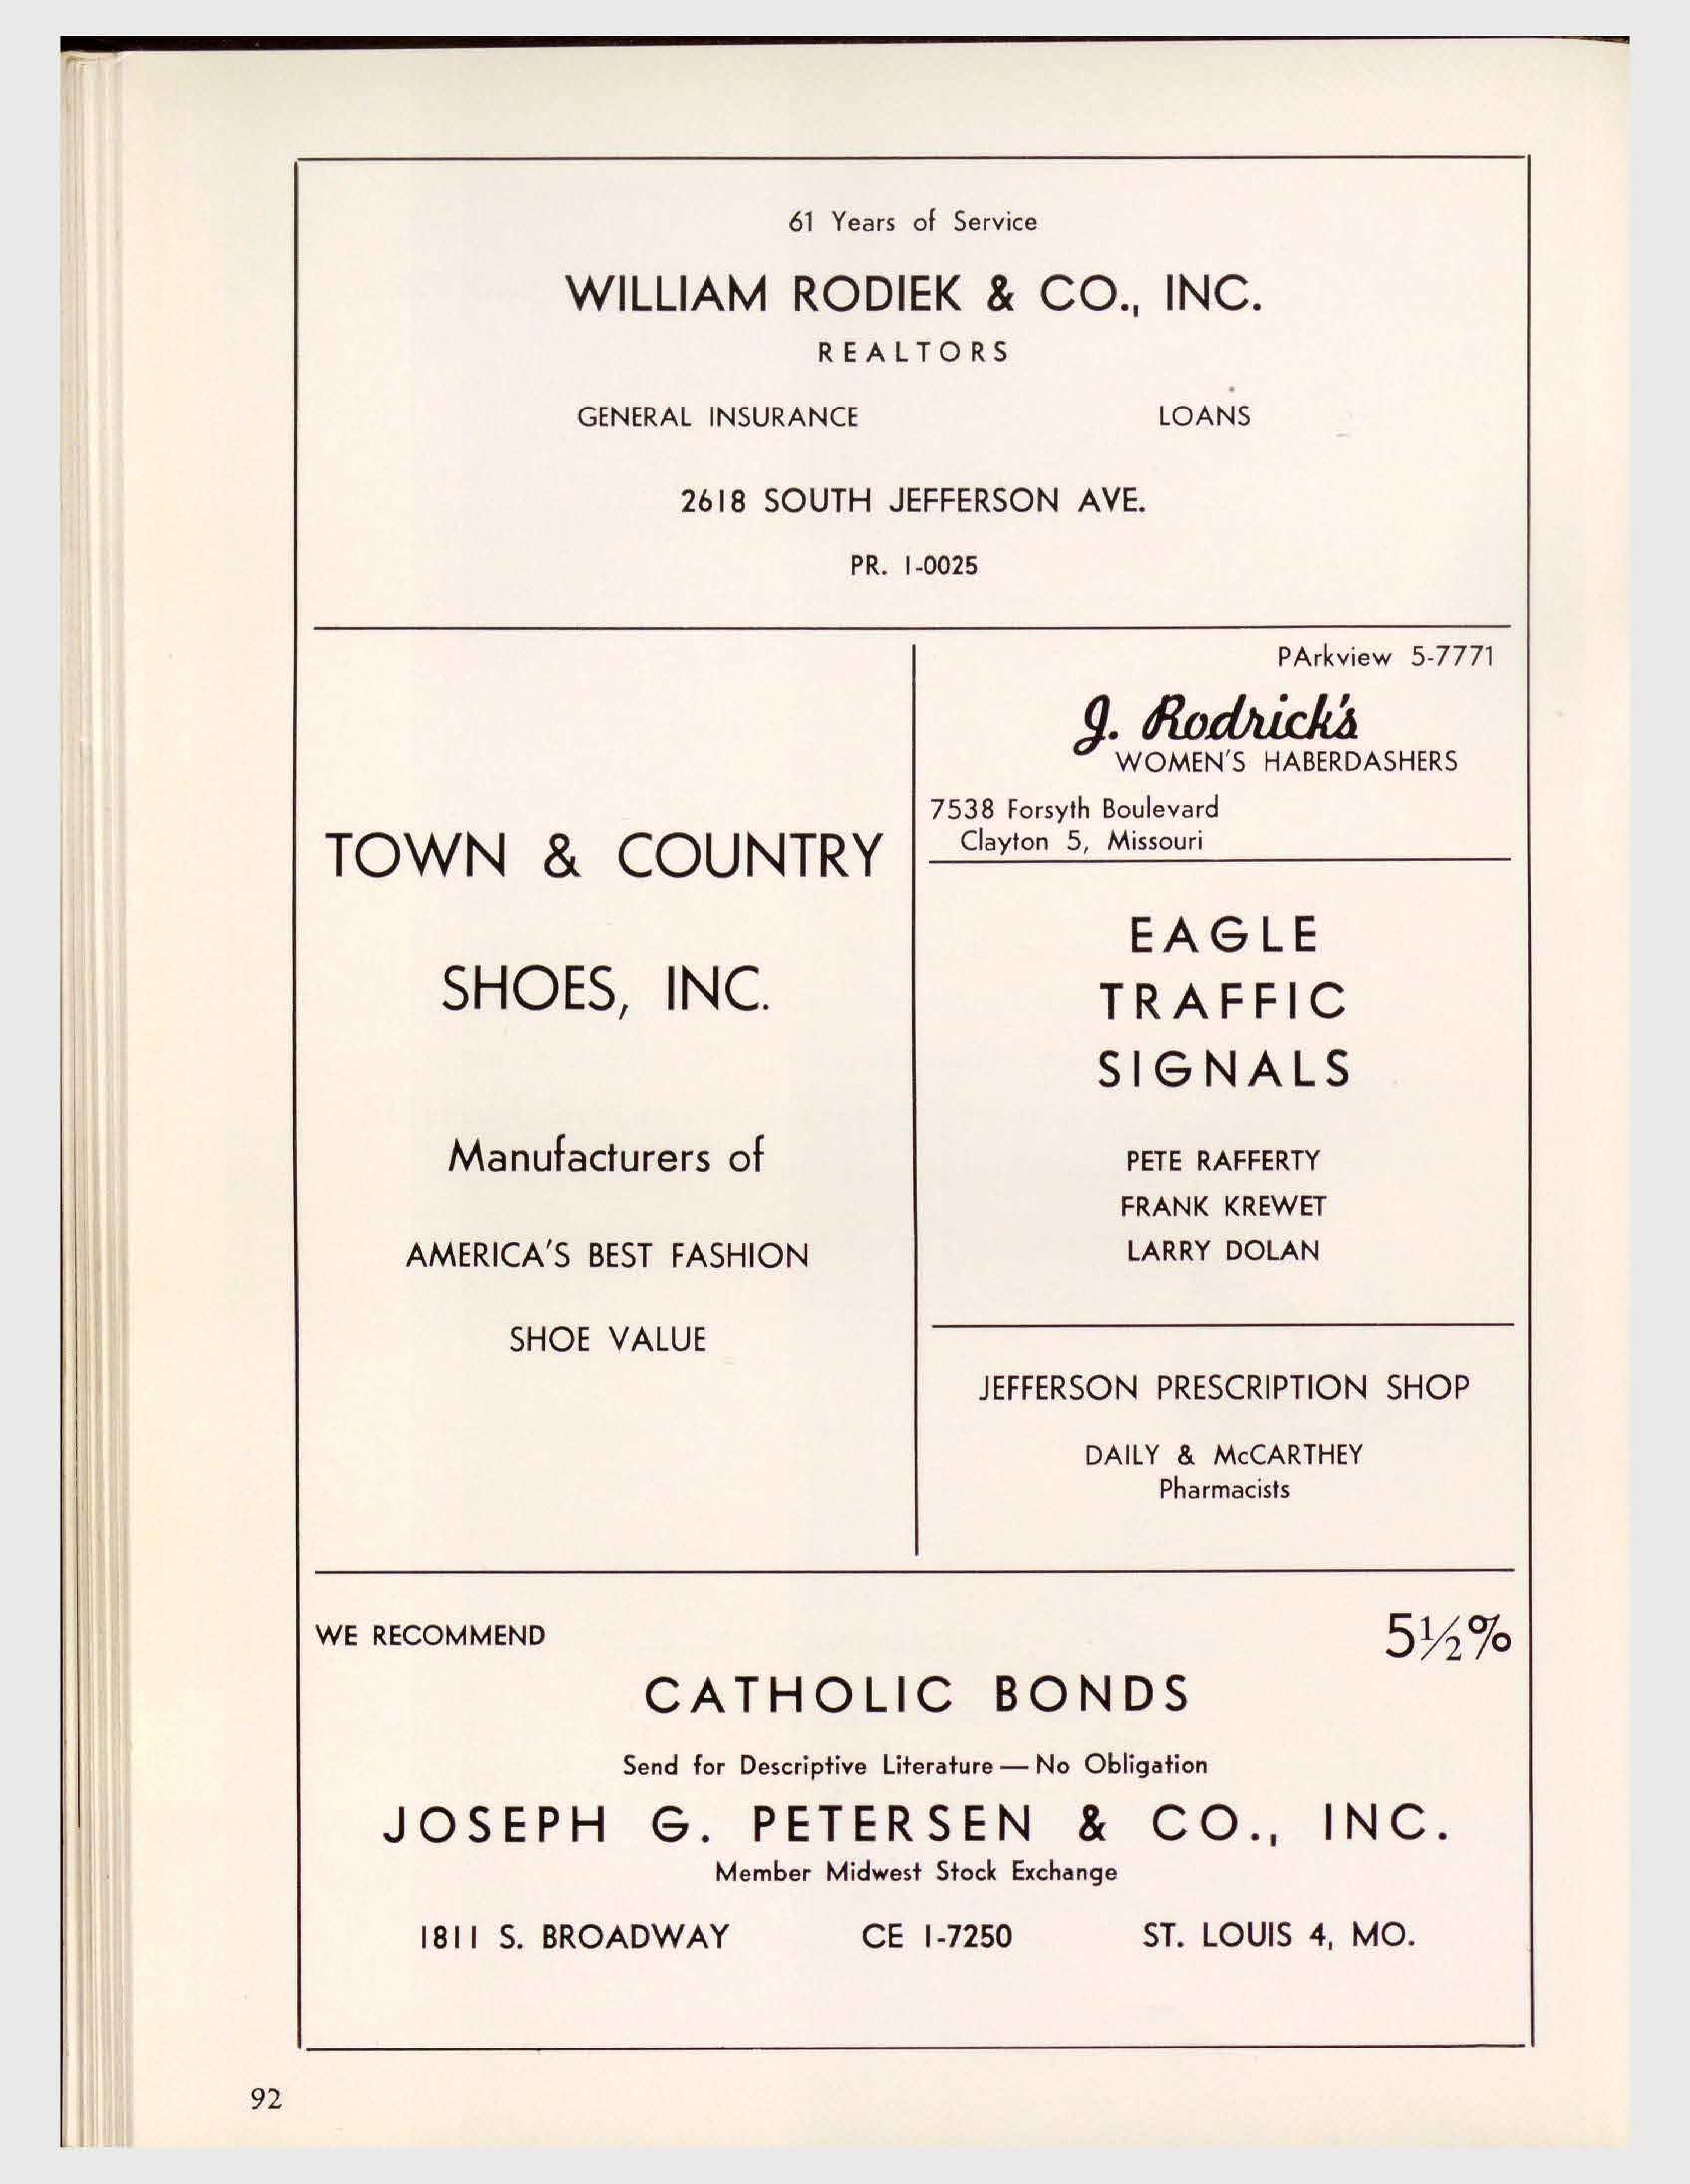 61 Years of Service
WILLIAM RODIEK & CO., INC.
REALTORS
GENERAL INSURANCE LOANS
2618 SOUTH JEFFERSON AVE.
PR. 1-0025
TOWN & COUNTRY
SHOES, INC.
Manufacturers of
AMERICA'S BEST FASHION
SHOE VALUE
PArkview 5-7771
J. Rodrick's
WOMEN'S HABERDASHERS
7538 Forsyth Boulevard
Clayton 5, Missouri
EAGLE
TRAFFIC
SIGNALS
PETE RAFFERTY
FRANK KREWET
LARRY DOLAN
JEFFERSON PRESCRIPTION SHOP
DAILY & McCARTHEY
Pharmacists
WE RECOMMEND 5½%
CATHOLIC BONDS
Send for Descriptive Literature — No Obligation
JOSEPH G. PETERSEN & CO., INC.
Member Midwest Stock Exchange
1811 S. BROADWAY CE 1-7250 ST. LOUIS 4, MO.
92